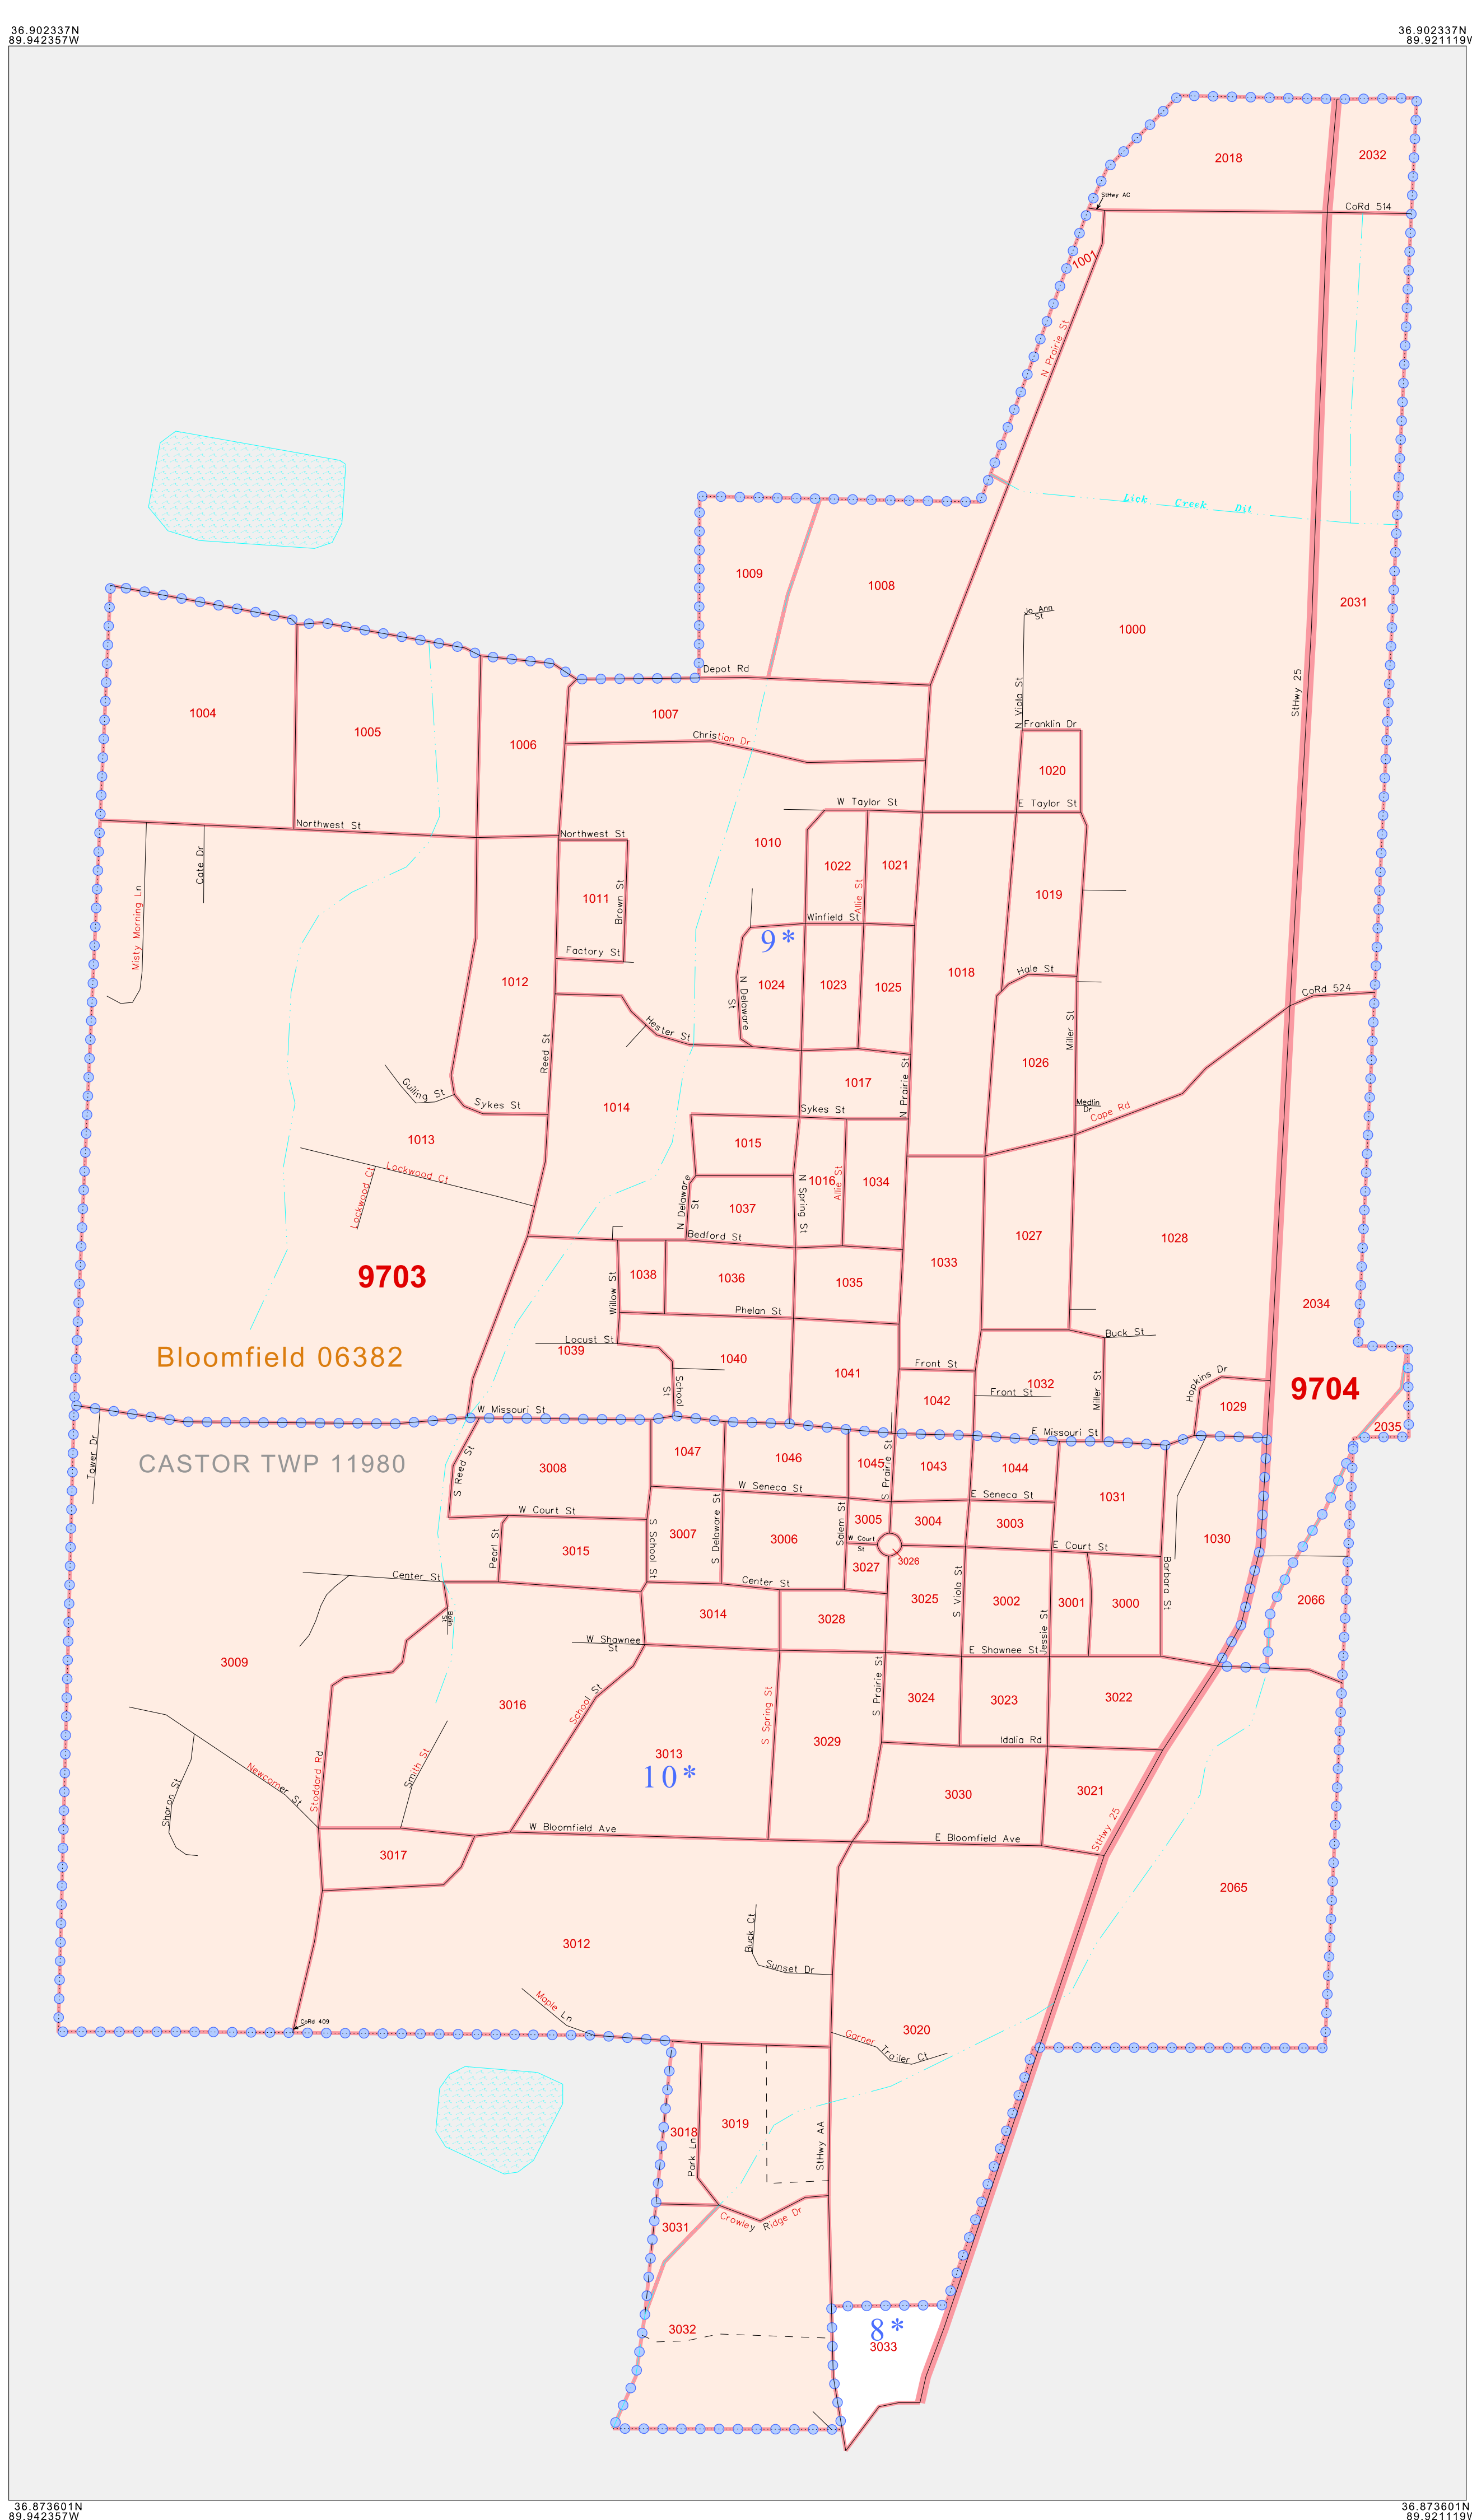 36.902337N
89.942357W
36.902337N
89.921119W
2018
2032
StHwy AC
CoRd 514
1001
N Prairie St
Lick Creek Dit
1009
1008
2031
Jo Ann
St
1000
Depot Rd
StHwy 25
N Viola St
1004
1007
1005
Franklin Dr
Christian Dr
1006
1020
W Taylor St
E Taylor St
Northwest St
Northwest St
1010
Cate Dr
1022
1021
Misty Morning Ln
1011
Brown St
Allie St
1019
Winfield St
9*
Factory St
1012
1024
1023
1025
1018
Hale St
N Delaware
St
CoRd 524
Hester St
Reed St
Miller St
1026
Guiling St
1017
N Prairie St
Sykes St
1014
Sykes St
Medlin
Dr
Cape Rd
1013
1015
Lockwood Ct
Lockwood Ct
1016
Allie St
1034
N Delaware
St
1037
N Spring St
Bedford St
1027
1028
1033
9703
1038
1036
1035
Willow St
Phelan St
2034
Locust St
1039
Buck St
Bloomfield 06382
1040
Front St
School
St
1041
Hopkins Dr
1032
9704
Front St
Miller St
1042
1029
W Missouri St
E Missouri St
2035
Tower Dr
CASTOR TWP 11980
S Reed St
3008
1047
1046
1045
S Prairie St
1043
1044
W Seneca St
E Seneca St
1031
W Court St
3005
3004
3003
Salem St
3007
S Delaware St
3006
S School St
1030
W Court
St
E Court St
3015
Pearl St
3026
3027
Barbara St
Center St
Center St
3025
S Viola St
3002
3001
3000
2066
3014
3028
Jessie St
W Shawnee
St
E Shawnee St
3009
S Prairie St
3016
School St
3024
3023
3022
S Spring St
3029
Idalia Rd
3013
10*
Newcomer St
Stoddard Rd
Smith St
Sharon St
3030
3021
StHwy 25
W Bloomfield Ave
E Bloomfield Ave
3017
2065
3012
Buck Ct
Sunset Dr
Maple Ln
CoRd 409
3020
Garner
Trailer Ct
3019
3018
Park Ln
StHwy AA
Crowley Ridge Dr
3031
3032
8*
3033
36.873601N
89.942357W
36.873601N
89.921119W